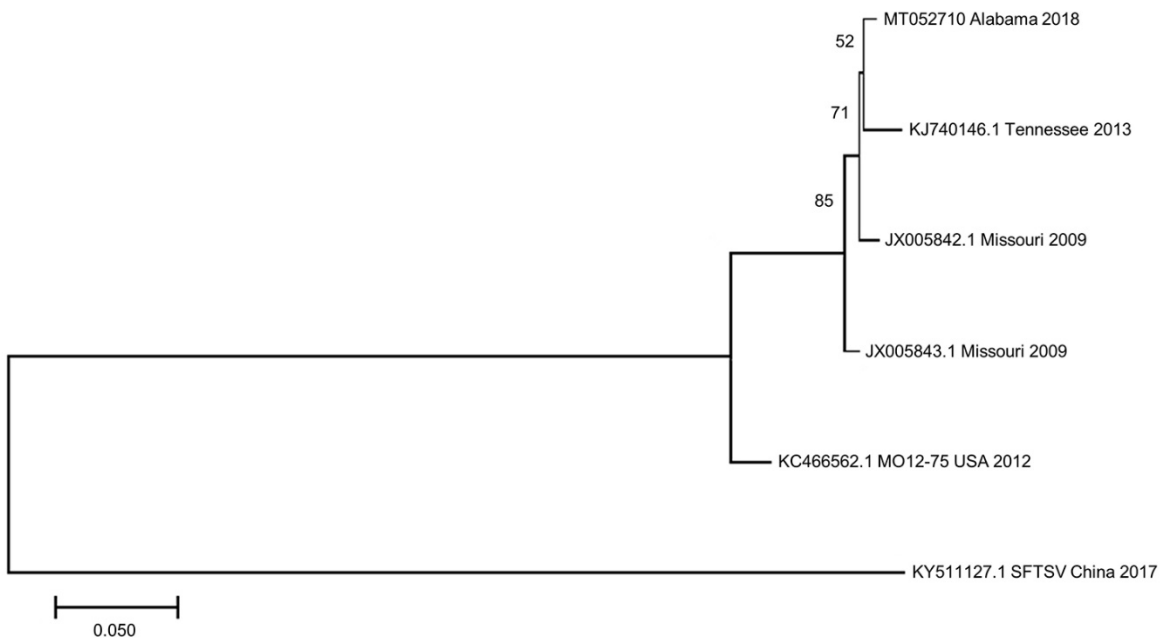 MT052710 Alabama 2018
52
71
KJ740146.1 Tennessee 2013
85
JX005842.1 Missouri 2009
JX005843.1 Missouri 2009
KC466562.1 MO12-75 USA 2012
KY511127.1 SFTSV China 2017
0.050